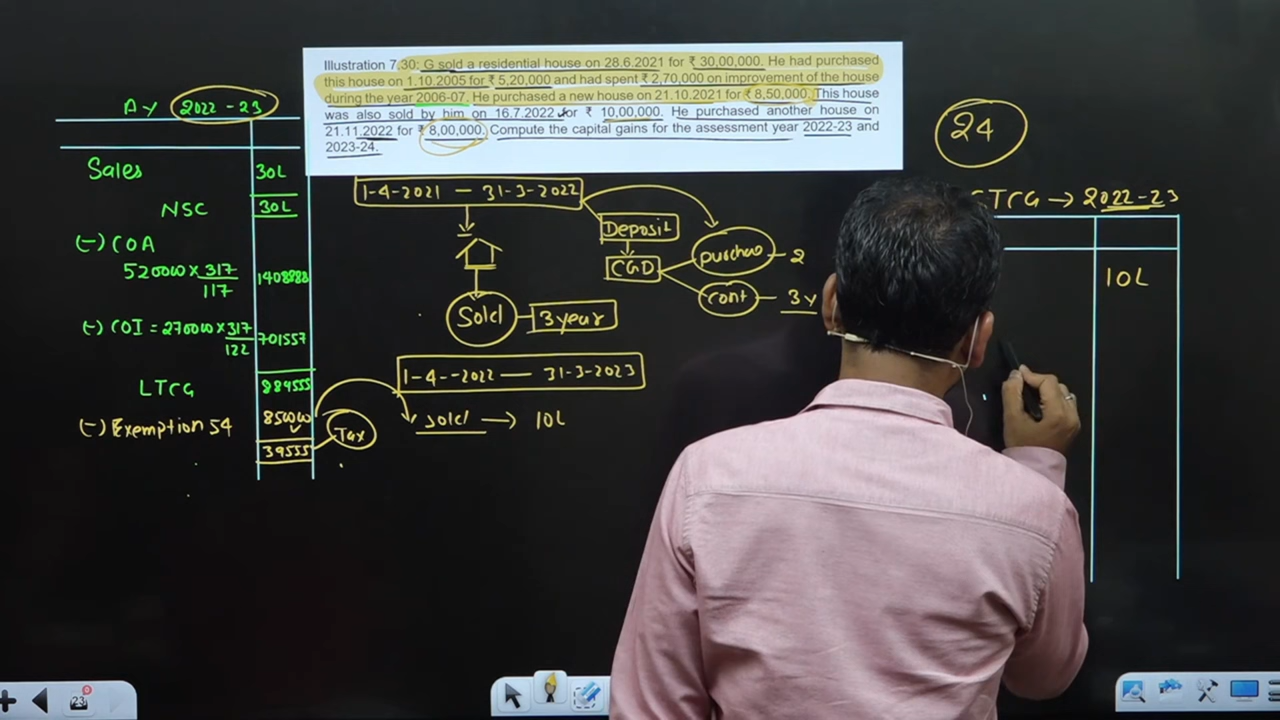 Illustration 7.30: G sold a residential house on 28.6.2021 for ₹ 30,00,000. He had purchased
this house on 1.10.2005 for ₹ 5,20,000 and had spent ₹ 2,70,000 on improvement of the house
during the year 2006-07. He purchased a new house on 21.10.2021 for ₹ 8,50,000. This house
was also sold by him on 16.7.2022 for ₹ 10,00,000. He purchased another house on
21.11.2022 for ₹ 8,00,000. Compute the capital gains for the assessment year 2022-23 and
2023-24.
AY 2022-23
Sales 30L
NSC 30L
(-) COA
520000 × 317/117 1408888
(-) COI = 270000 × 317/122 701557
LTCG 889555
(-) Exemption 54 850000
39555 Tax
1-4-2021 — 31-3-2022
Deposit
CGD
purchas - 2
Cont - 3y
Sold - 3 year
1-4--2022 — 31-3-2023
Sold → 10L
24
STCG → 2022-23
10L
23
8